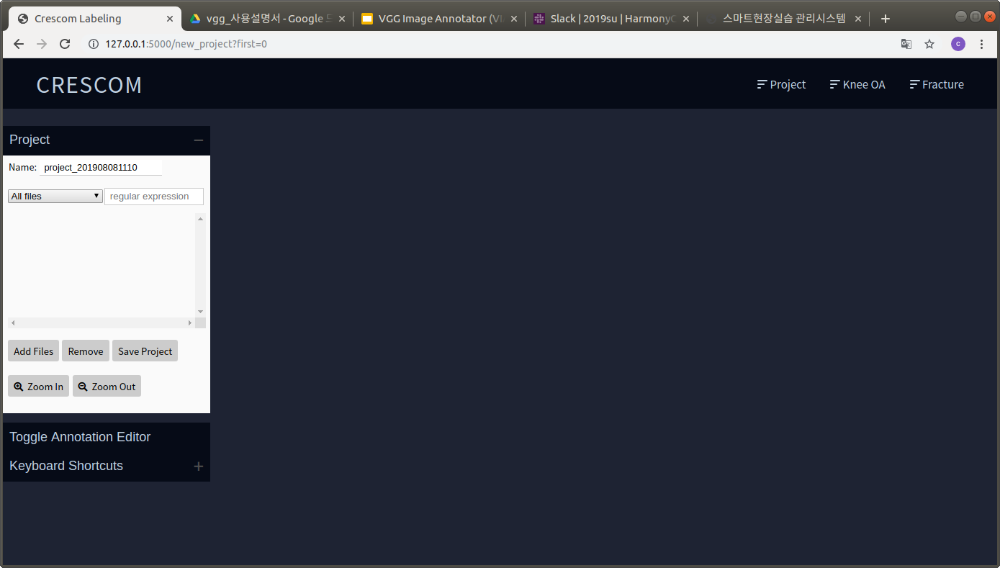 Crescom Labeling
vgg_사용설명서 - Google
VGG Image Annotator
Slack | 2019su |
스마트현장실습 관리시스템
127.0.0.1:5000/new_project?first=0
C
CRESCOM
Project
Knee OA
Fracture
Project
Name: project_201908081110
All files regular expression
Add Files Remove Save Project
Zoom In Zoom Out
Toggle Annotation Editor
Keyboard Shortcuts